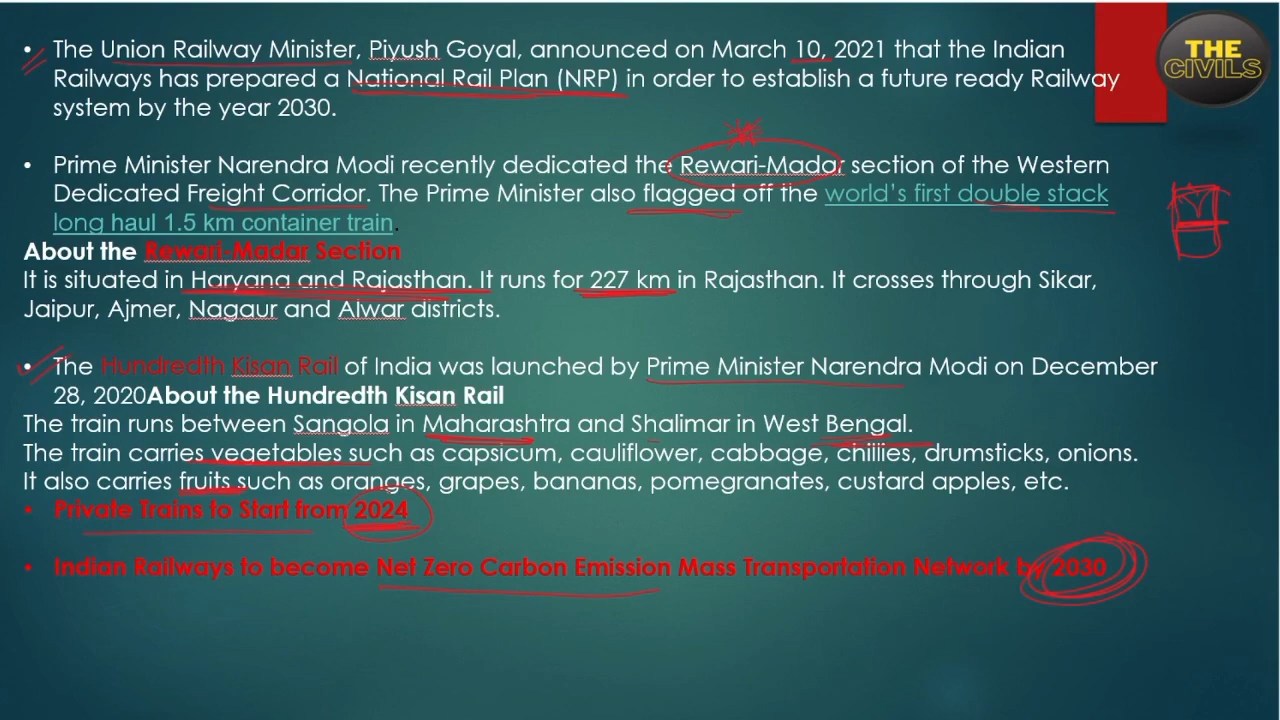 THE
CIVILS
• The Union Railway Minister, Piyush Goyal, announced on March 10, 2021 that the Indian
Railways has prepared a National Rail Plan (NRP) in order to establish a future ready Railway
system by the year 2030.
• Prime Minister Narendra Modi recently dedicated the Rewari-Madar section of the Western
Dedicated Freight Corridor. The Prime Minister also flagged off the world's first double stack
long haul 1.5 km container train.
About the Rewari-Madar Section
It is situated in Haryana and Rajasthan. It runs for 227 km in Rajasthan. It crosses through Sikar,
Jaipur, Ajmer, Nagaur and Alwar districts.
• The Hundredth Kisan Rail of India was launched by Prime Minister Narendra Modi on December
28, 2020About the Hundredth Kisan Rail
The train runs between Sangola in Maharashtra and Shalimar in West Bengal.
The train carries vegetables such as capsicum, cauliflower, cabbage, chillies, drumsticks, onions.
It also carries fruits such as oranges, grapes, bananas, pomegranates, custard apples, etc.
• Private Trains to Start from 2024
• Indian Railways to become Net Zero Carbon Emission Mass Transportation Network by 2030